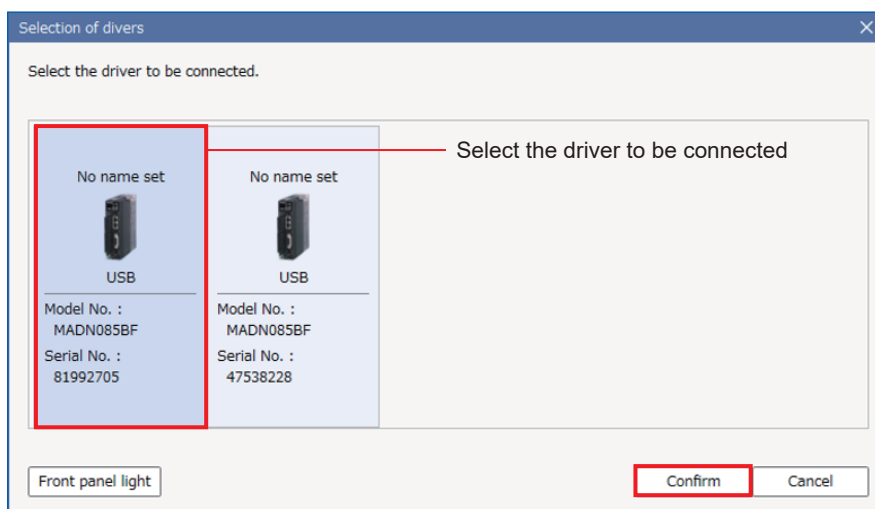 Selection of divers
Select the driver to be connected.
Select the driver to be connected
No name set
USB
Model No. :
MADN085BF
Serial No. :
81992705
No name set
USB
Model No. :
MADN085BF
Serial No. :
47538228
Front panel light
Confirm
Cancel